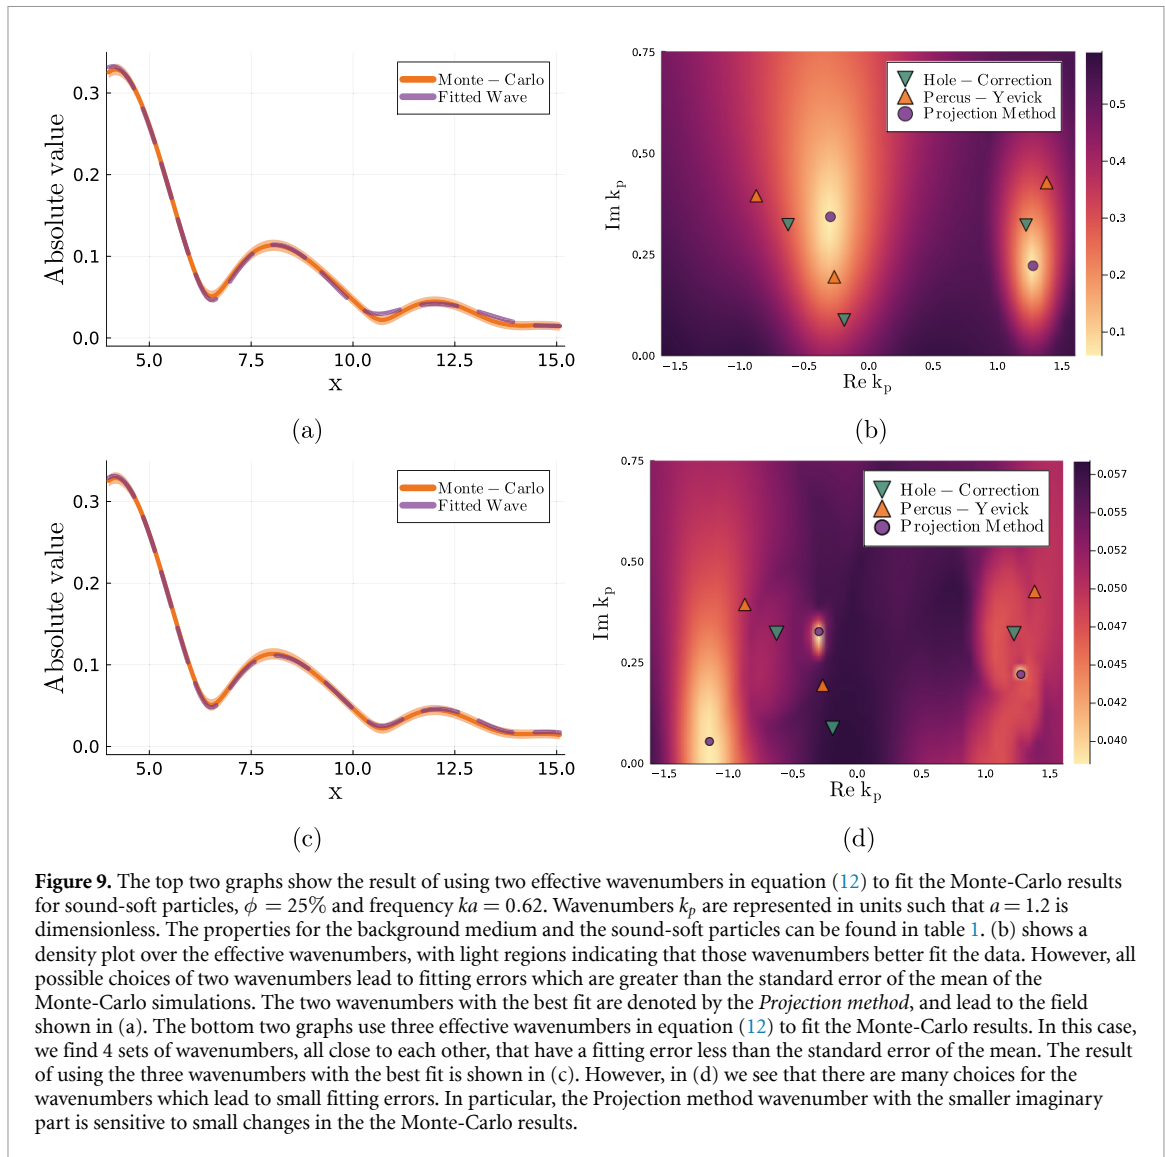 0.3
0.2
0.1
0.0
Absolute value
Monte – Carlo
Fitted Wave
5.0 7.5 10.0 12.5 15.0
x
(a)
0.75
0.50
0.25
0.00
Im kₚ
Hole – Correction
Percus – Yevick
Projection Method
−1.5 −1.0 −0.5 0.0 0.5 1.0 1.5
Re kₚ
0.5
0.4
0.3
0.2
0.1
(b)
0.3
0.2
0.1
0.0
Absolute value
Monte – Carlo
Fitted Wave
5.0 7.5 10.0 12.5 15.0
x
(c)
0.75
0.50
0.25
0.00
Im kₚ
Hole – Correction
Percus – Yevick
Projection Method
−1.5 −1.0 −0.5 0.0 0.5 1.0 1.5
Re kₚ
0.057
0.055
0.052
0.050
0.047
0.045
0.042
0.040
(d)
Figure 9. The top two graphs show the result of using two effective wavenumbers in equation (12) to fit the Monte-Carlo results
for sound-soft particles, ϕ = 25% and frequency ka = 0.62. Wavenumbers kₚ are represented in units such that a = 1.2 is
dimensionless. The properties for the background medium and the sound-soft particles can be found in table 1. (b) shows a
density plot over the effective wavenumbers, with light regions indicating that those wavenumbers better fit the data. However, all
possible choices of two wavenumbers lead to fitting errors which are greater than the standard error of the mean of the
Monte-Carlo simulations. The two wavenumbers with the best fit are denoted by the Projection method, and lead to the field
shown in (a). The bottom two graphs use three effective wavenumbers in equation (12) to fit the Monte-Carlo results. In this case,
we find 4 sets of wavenumbers, all close to each other, that have a fitting error less than the standard error of the mean. The result
of using the three wavenumbers with the best fit is shown in (c). However, in (d) we see that there are many choices for the
wavenumbers which lead to small fitting errors. In particular, the Projection method wavenumber with the smaller imaginary
part is sensitive to small changes in the the Monte-Carlo results.